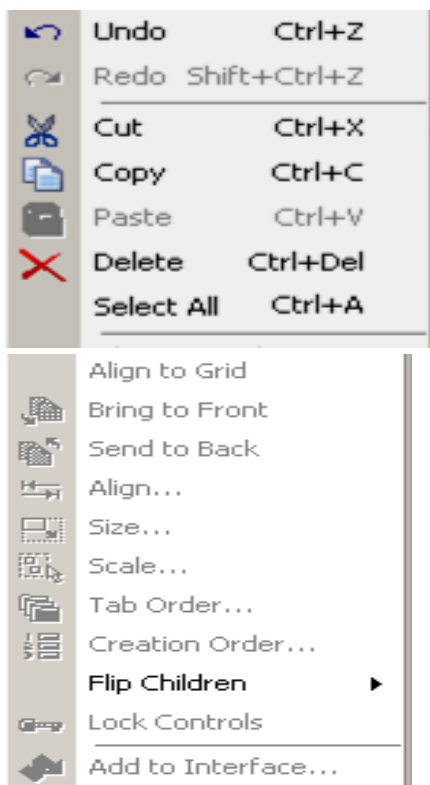 Undo Ctrl+Z
Redo Shift+Ctrl+Z
Cut Ctrl+X
Copy Ctrl+C
Paste Ctrl+V
Delete Ctrl+Del
Select All Ctrl+A
Align to Grid
Bring to Front
Send to Back
Align...
Size...
Scale...
Tab Order...
Creation Order...
Flip Children
Lock Controls
Add to Interface...